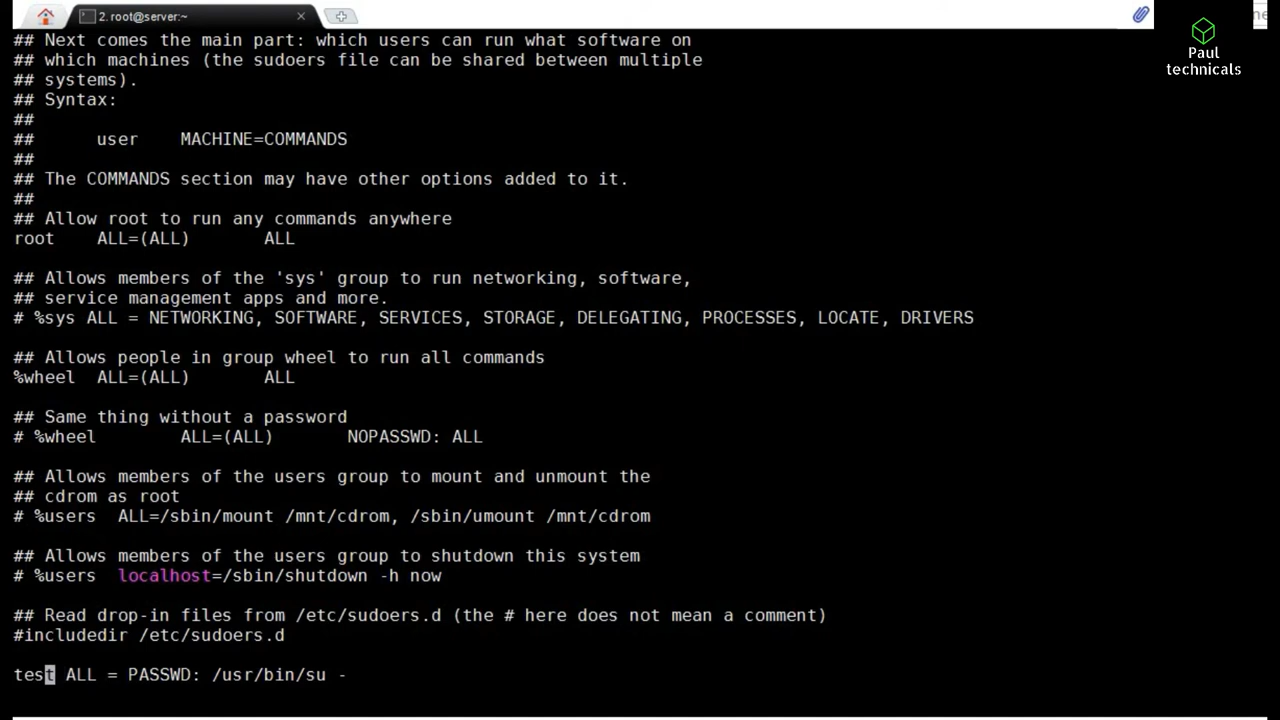 2. root@server:~
Paul
technicals
## Next comes the main part: which users can run what software on
## which machines (the sudoers file can be shared between multiple
## systems).
## Syntax:
##
##      user    MACHINE=COMMANDS
##
## The COMMANDS section may have other options added to it.
##
## Allow root to run any commands anywhere
root    ALL=(ALL)       ALL
## Allows members of the 'sys' group to run networking, software,
## service management apps and more.
# %sys ALL = NETWORKING, SOFTWARE, SERVICES, STORAGE, DELEGATING, PROCESSES, LOCATE, DRIVERS
## Allows people in group wheel to run all commands
%wheel  ALL=(ALL)       ALL
## Same thing without a password
# %wheel        ALL=(ALL)       NOPASSWD: ALL
## Allows members of the users group to mount and unmount the
## cdrom as root
# %users  ALL=/sbin/mount /mnt/cdrom, /sbin/umount /mnt/cdrom
## Allows members of the users group to shutdown this system
# %users  localhost=/sbin/shutdown -h now
## Read drop-in files from /etc/sudoers.d (the # here does not mean a comment)
#includedir /etc/sudoers.d
test ALL = PASSWD: /usr/bin/su -